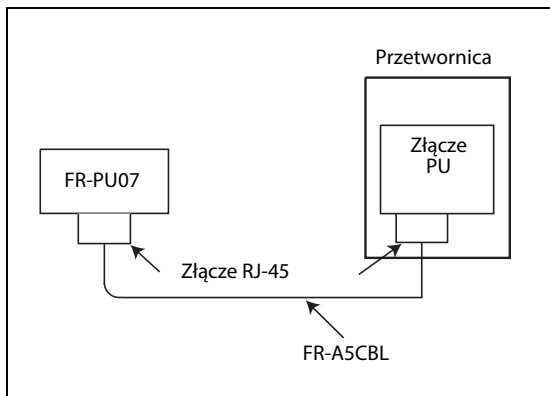 Przetwornica
Złącze
PU
FR-PU07
Złącze RJ-45
FR-A5CBL